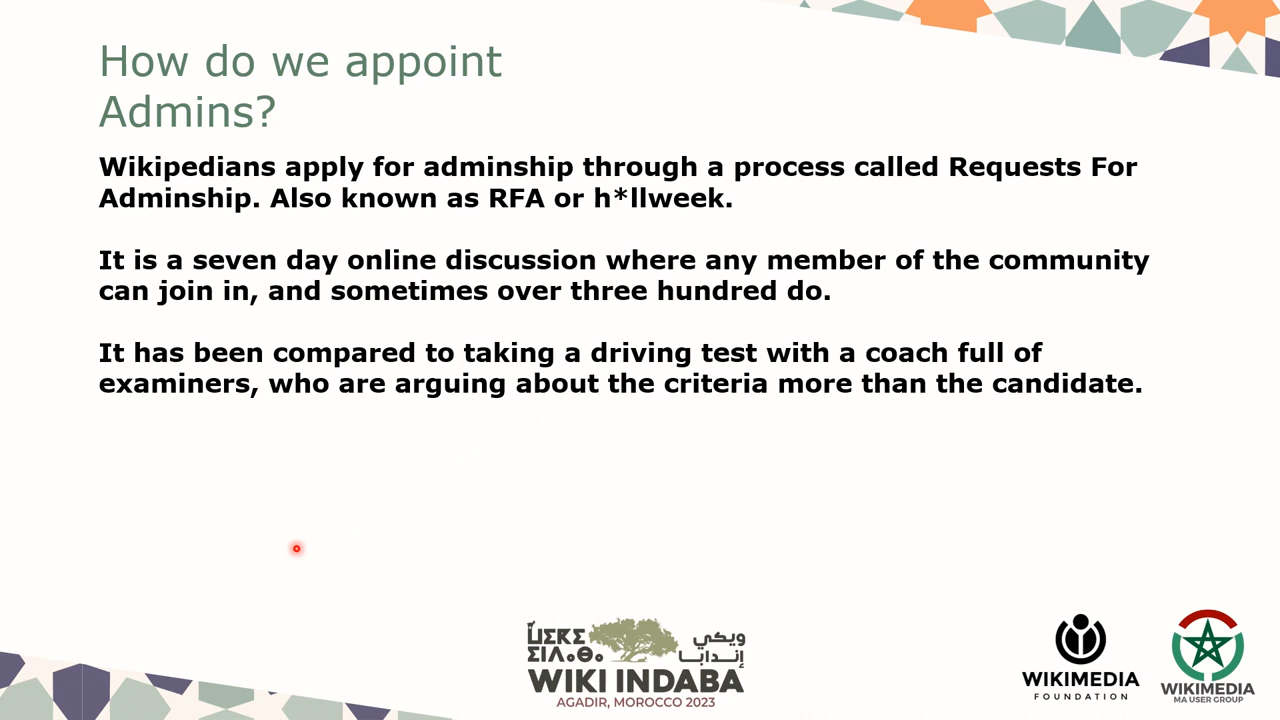 How do we appoint
Admins?
Wikipedians apply for adminship through a process called Requests For
Adminship. Also known as RFA or h*llweek.
It is a seven day online discussion where any member of the community
can join in, and sometimes over three hundred do.
It has been compared to taking a driving test with a coach full of
examiners, who are arguing about the criteria more than the candidate.
ويكي
إندابا
WIKI INDABA
AGADIR, MOROCCO 2023
WIKIMEDIA
FOUNDATION
WIKIMEDIA
MA USER GROUP